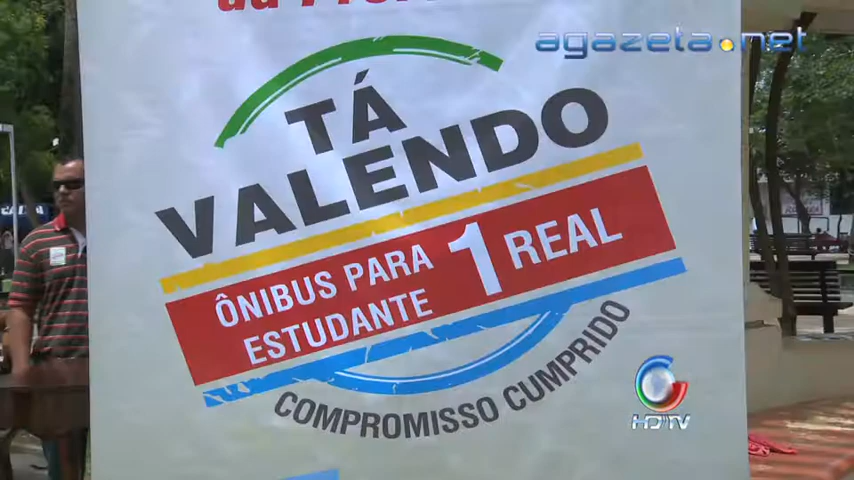 agazeta.net
TÁ
VALENDO
ÔNIBUS PARA
ESTUDANTE
1 REAL
COMPROMISSO CUMPRIDO
HDTV